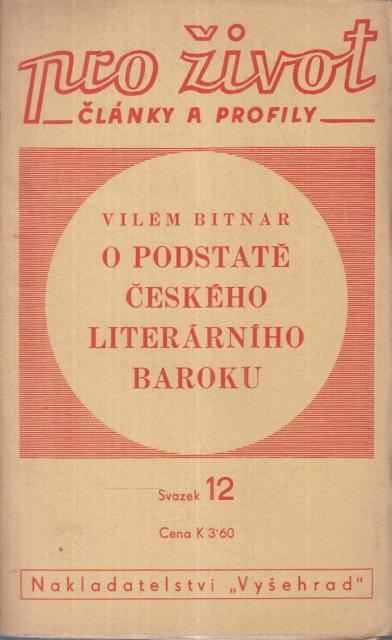 pro život
ČLÁNKY A PROFILY
VILÉM BITNAR
O PODSTATĚ
ČESKÉHO
LITERÁRNÍHO
BAROKU
Svazek 12
Cena K 3·60
Nakladatelství „Vyšehrad“